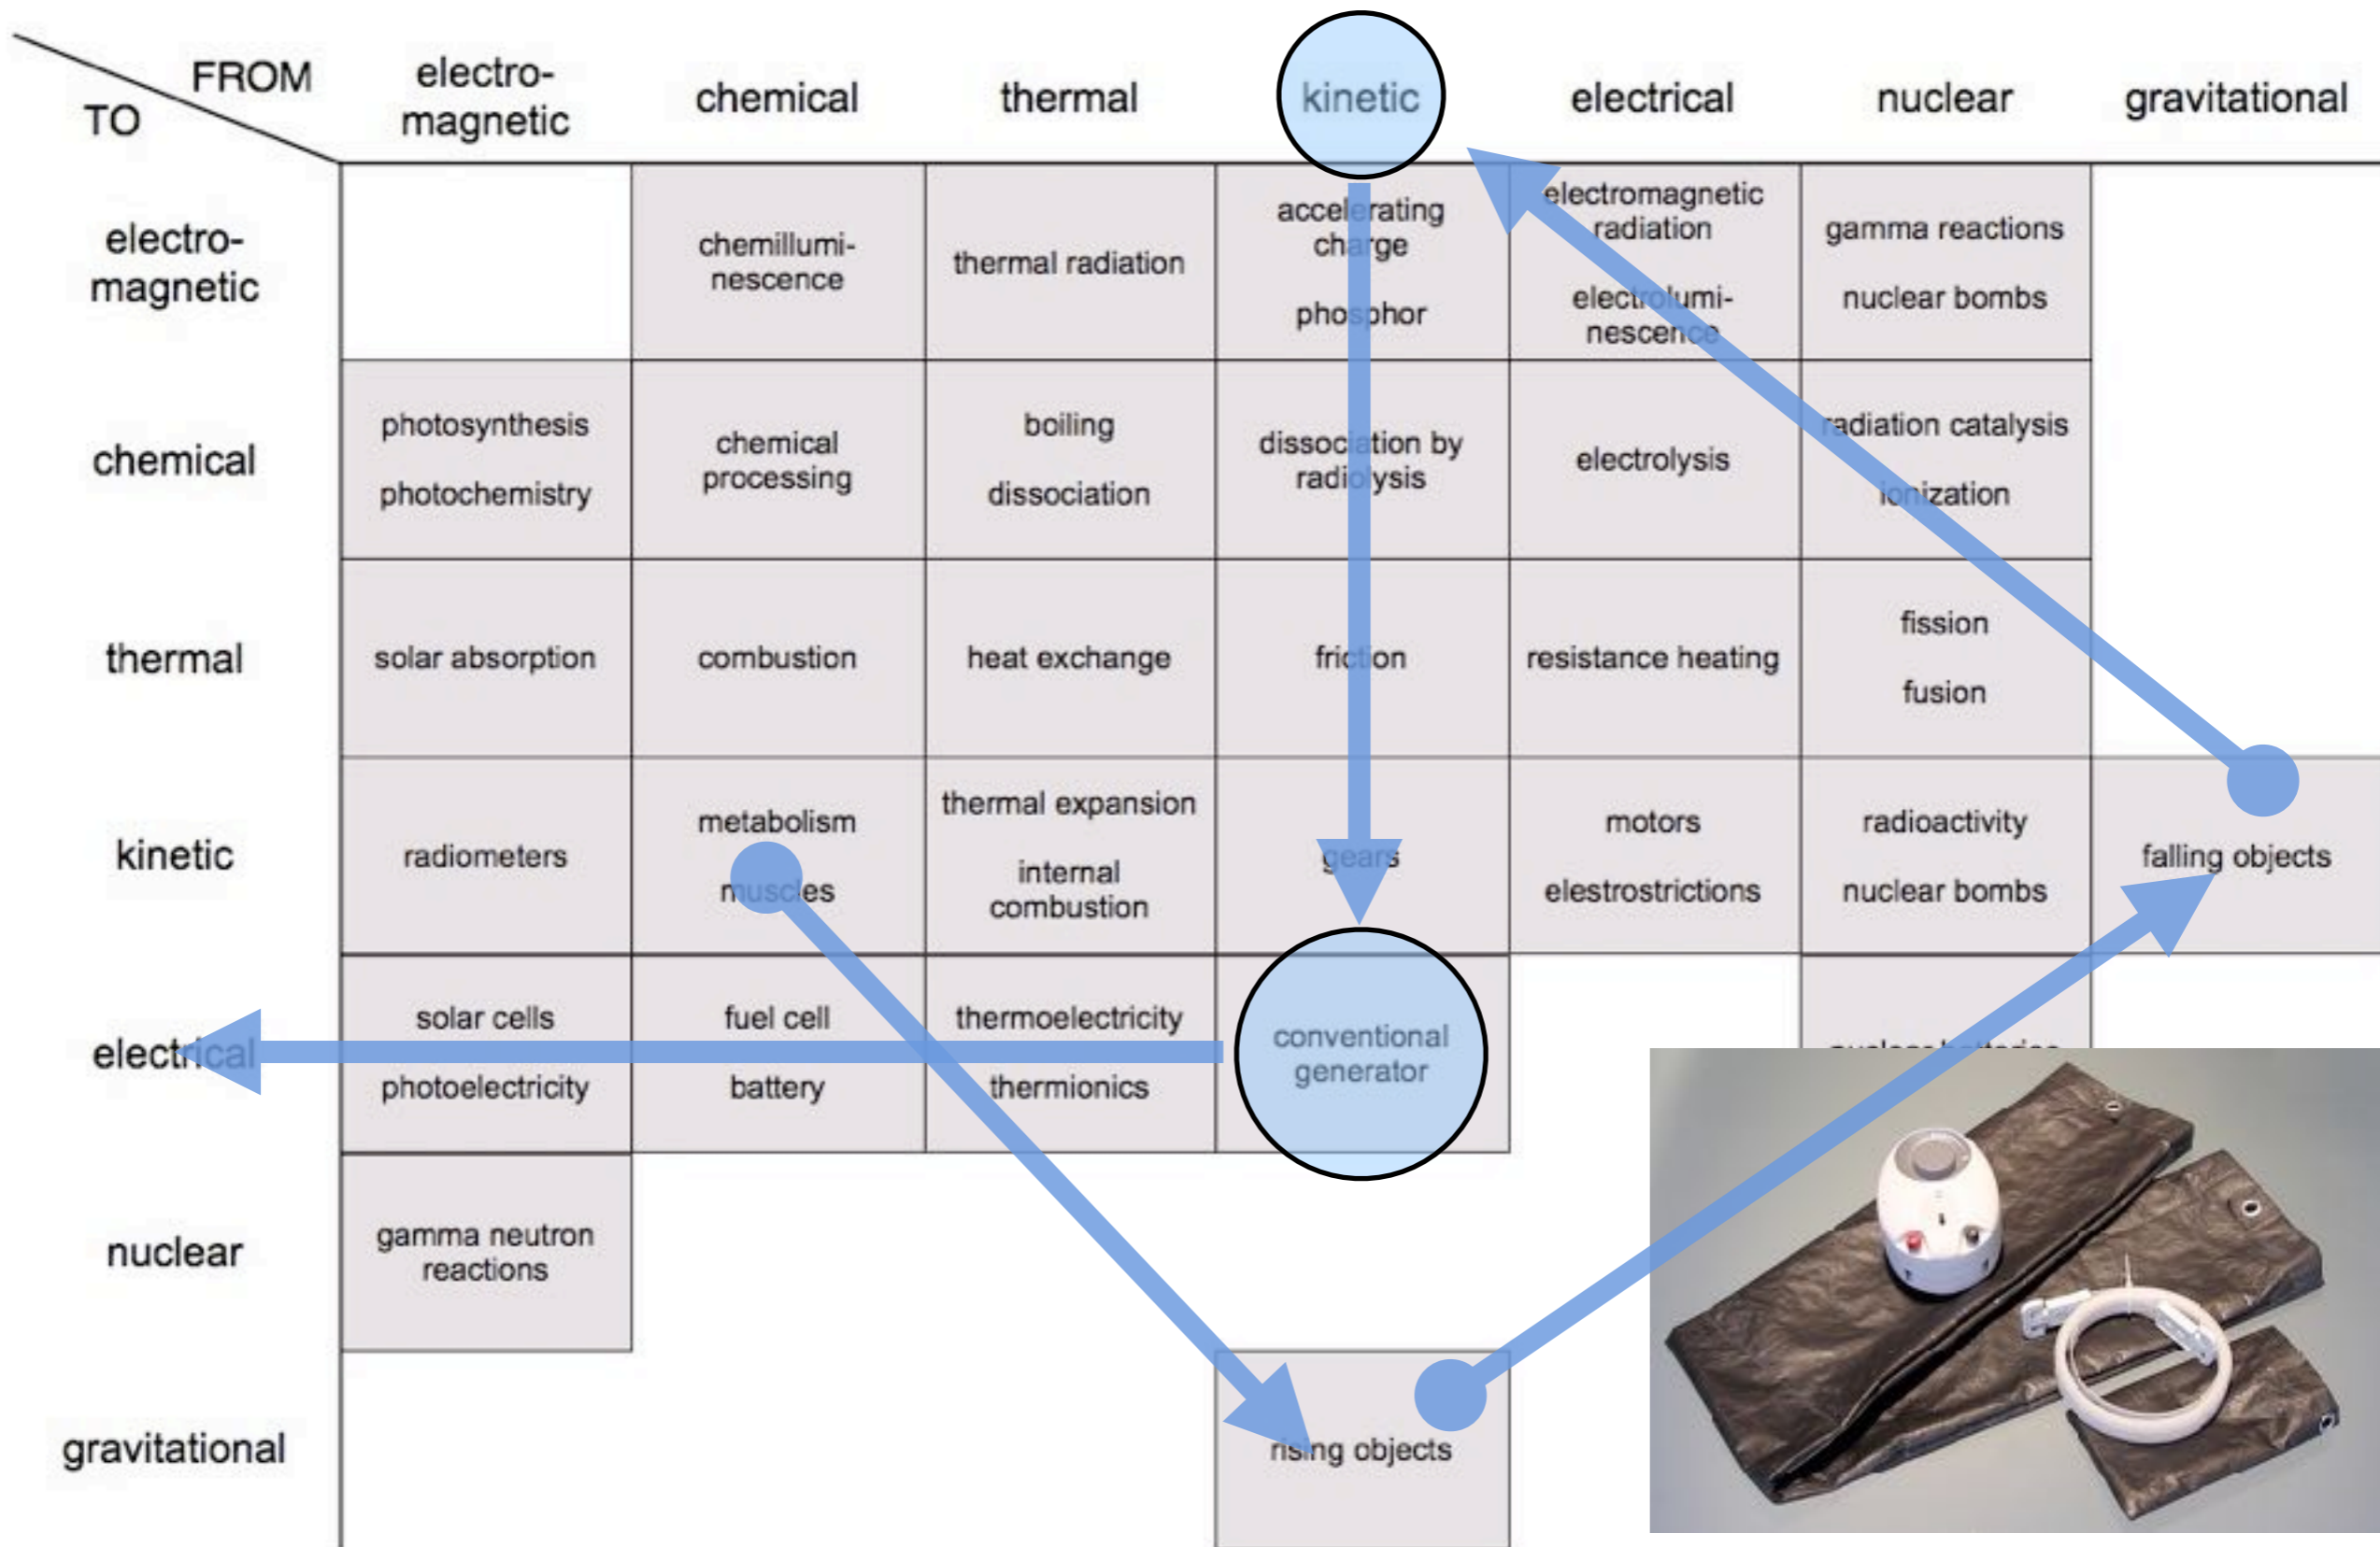 FROM
TO
electro-
magnetic
chemical
thermal
kinetic
electrical
nuclear
gravitational
electro-
magnetic
chemillumi-
nescence
thermal radiation
accelerating
charge
phosphor
electromagnetic
radiation
electrolumi-
nescence
gamma reactions
nuclear bombs
chemical
photosynthesis
photochemistry
chemical
processing
boiling
dissociation
dissociation by
radiolysis
electrolysis
radiation catalysis
ionization
thermal
solar absorption
combustion
heat exchange
friction
resistance heating
fission
fusion
kinetic
radiometers
metabolism
muscles
thermal expansion
internal
combustion
gears
motors
elestrostrictions
radioactivity
nuclear bombs
falling objects
electrical
solar cells
photoelectricity
fuel cell
battery
thermoelectricity
thermionics
conventional
generator
nuclear
gamma neutron
reactions
gravitational
rising objects